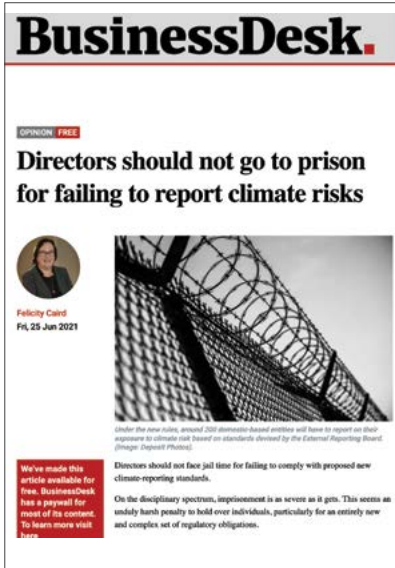 BusinessDesk.
OPINION FREE
Directors should not go to prison
for failing to report climate risks
Felicity Caird
Fri, 25 Jun 2021
Under the new rules, around 200 domestic-based entities will have to report on their
exposure to climate risk based on standards devised by the External Reporting Board.
(Image: Deposit Photos).
We've made this
article available for
free. BusinessDesk
has a paywall for
most of its content.
To learn more visit
here
Directors should not face jail time for failing to comply with proposed new
climate-reporting standards.
On the disciplinary spectrum, imprisonment is as severe as it gets. This seems an
unduly harsh penalty to hold over individuals, particularly for an entirely new
and complex set of regulatory obligations.